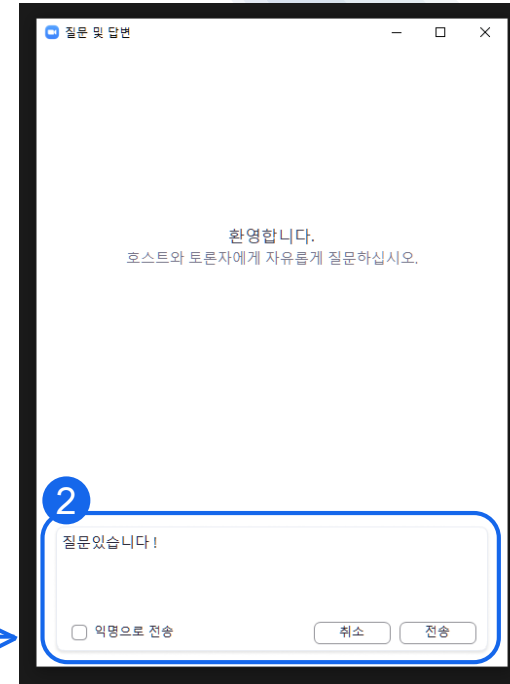 질문 및 답변
환영합니다.
호스트와 토론자에게 자유롭게 질문하십시오.
2
질문있습니다 !
익명으로 전송
취소
전송